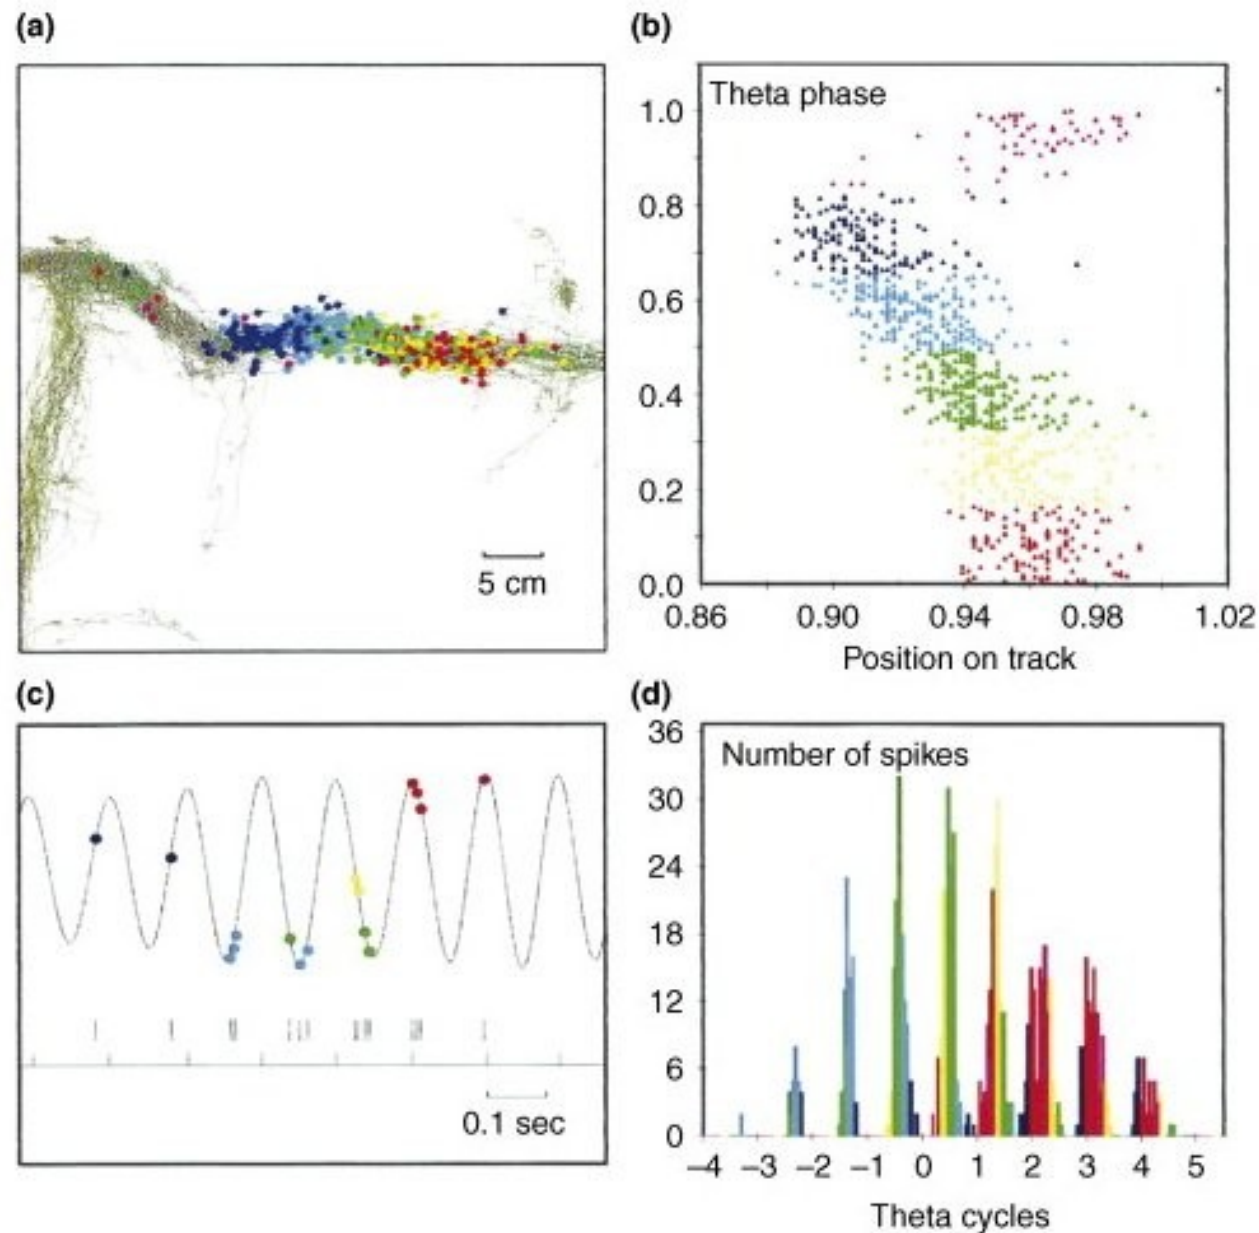 (a)
5 cm
(b)
Theta phase
1.0
0.8
0.6
0.4
0.2
0.0
0.86 0.90 0.94 0.98 1.02
Position on track
(c)
0.1 sec
(d)
Number of spikes
36
30
24
18
12
6
0
−4 −3 −2 −1 0 1 2 3 4 5
Theta cycles